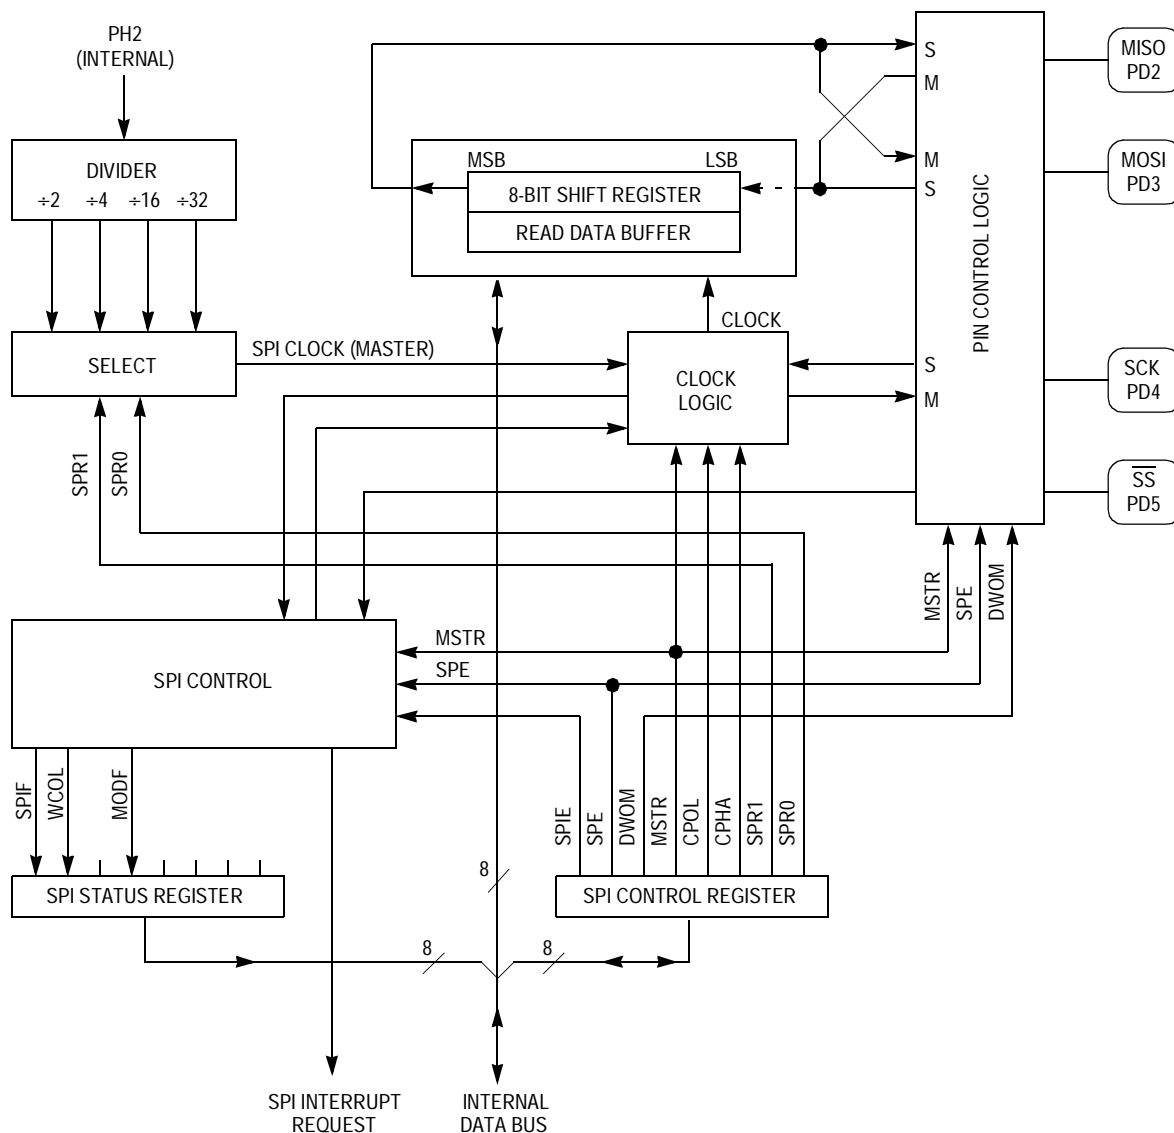 PH2
(INTERNAL)
DIVIDER
÷2 ÷4 ÷16 ÷32
SELECT
SPR1
SPR0
SPI CLOCK (MASTER)
MSB LSB
8-BIT SHIFT REGISTER
READ DATA BUFFER
CLOCK
CLOCK
LOGIC
S
M
M
S
S
M
PIN CONTROL LOGIC
MISO
PD2
MOSI
PD3
SCK
PD4
SS
PD5
MSTR
SPE
DWOM
MSTR
SPE
SPI CONTROL
SPIF
WCOL
MODF
SPI STATUS REGISTER
8
SPIE
SPE
DWOM
MSTR
CPOL
CPHA
SPR1
SPR0
SPI CONTROL REGISTER
8
8
SPI INTERRUPT
REQUEST
INTERNAL
DATA BUS